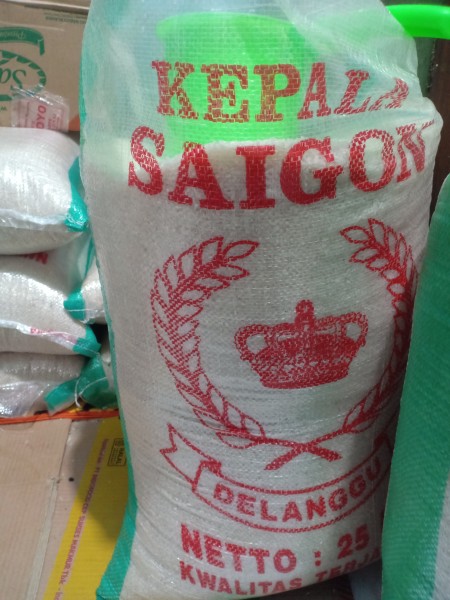 KEPALA
SAIGON
DELANGGU
NETTO : 25
KWALITAS